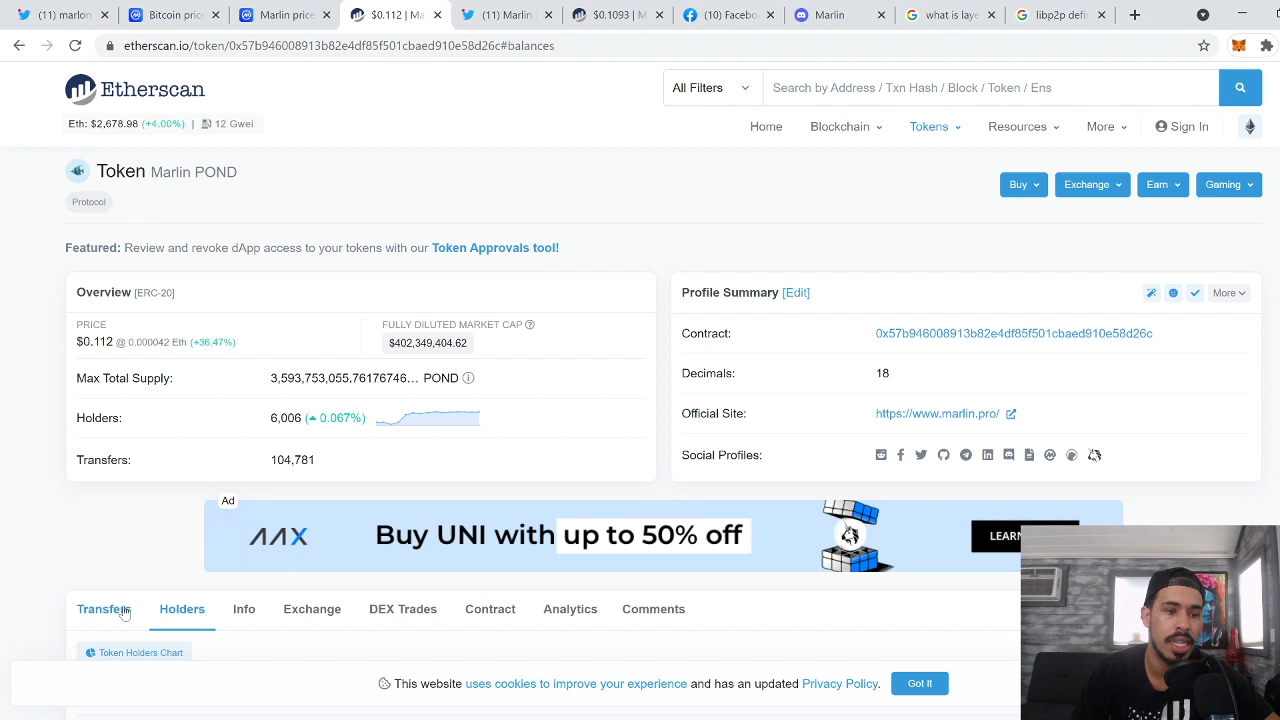 (11) marlon
Bitcoin pric
Marlin price
$0.112 | Ma
(11) Marlin
$0.1093 | M
(10) Facebo
Marlin
what is laye
libp2p defin
etherscan.io/token/0x57b946008913b82e4df85f501cbaed910e58d26c#balances
Etherscan
All Filters
Search by Address / Txn Hash / Block / Token / Ens
Eth: $2,678.98 (+4.00%) | 12 Gwei
Home
Blockchain
Tokens
Resources
More
Sign In
Token Marlin POND
Buy
Exchange
Earn
Gaming
Protocol
Featured: Review and revoke dApp access to your tokens with our Token Approvals tool!
Overview [ERC-20]
PRICE
$0.112 @ 0.000042 Eth (+36.47%)
FULLY DILUTED MARKET CAP
$402,349,404.62
Max Total Supply: 3,593,753,055.76176746... POND
Holders: 6,006 (0.067%)
Transfers: 104,781
Profile Summary [Edit]
More
Contract: 0x57b946008913b82e4df85f501cbaed910e58d26c
Decimals: 18
Official Site: https://www.marlin.pro/
Social Profiles:
Ad
AAX
Buy UNI with up to 50% off
LEARN
Transfers
Holders
Info
Exchange
DEX Trades
Contract
Analytics
Comments
Token Holders Chart
This website uses cookies to improve your experience and has an updated Privacy Policy.
Got It